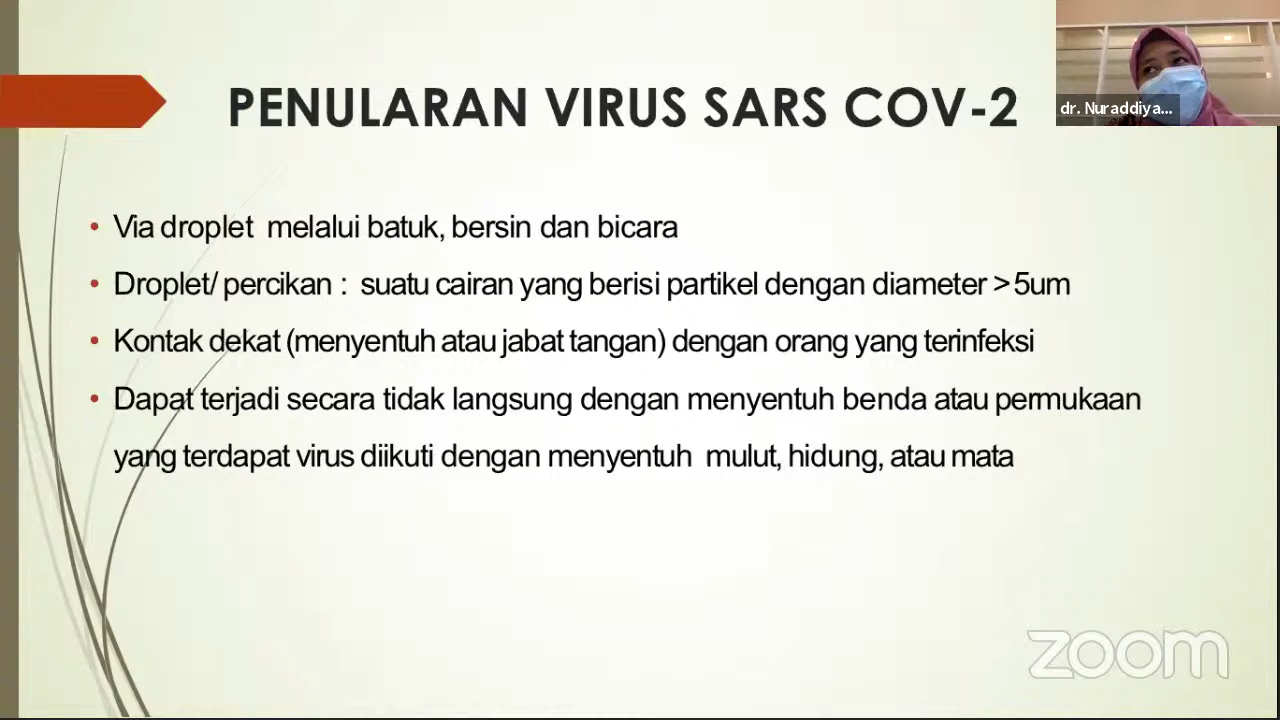 PENULARAN VIRUS SARS COV-2
dr. Nuraddiya...
• Via droplet melalui batuk, bersin dan bicara
• Droplet/ percikan : suatu cairan yang berisi partikel dengan diameter >5um
• Kontak dekat (menyentuh atau jabat tangan) dengan orang yang terinfeksi
• Dapat terjadi secara tidak langsung dengan menyentuh benda atau permukaan
yang terdapat virus diikuti dengan menyentuh mulut, hidung, atau mata
zoom